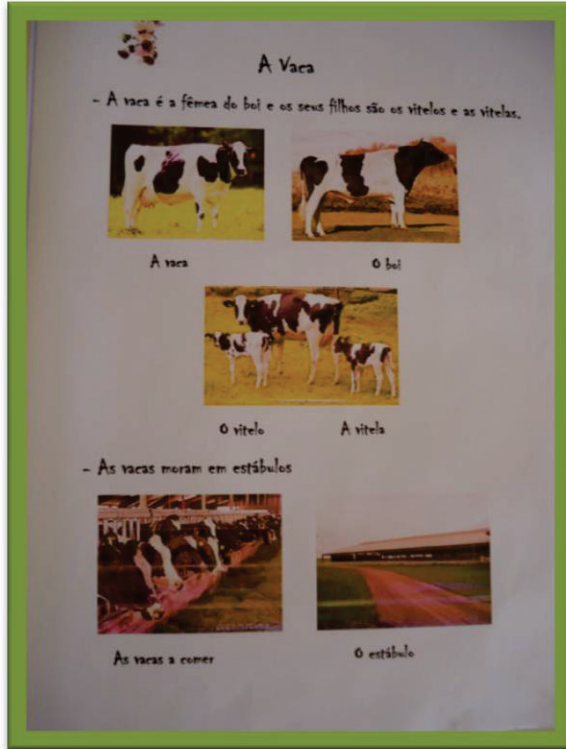 A Vaca
- A vaca é a fêmea do boi e os seus filhos são os vitelos e as vitelas.
A vaca
O boi
O vitelo
A vitela
- As vacas moram em estábulos
As vacas a comer
O estábulo